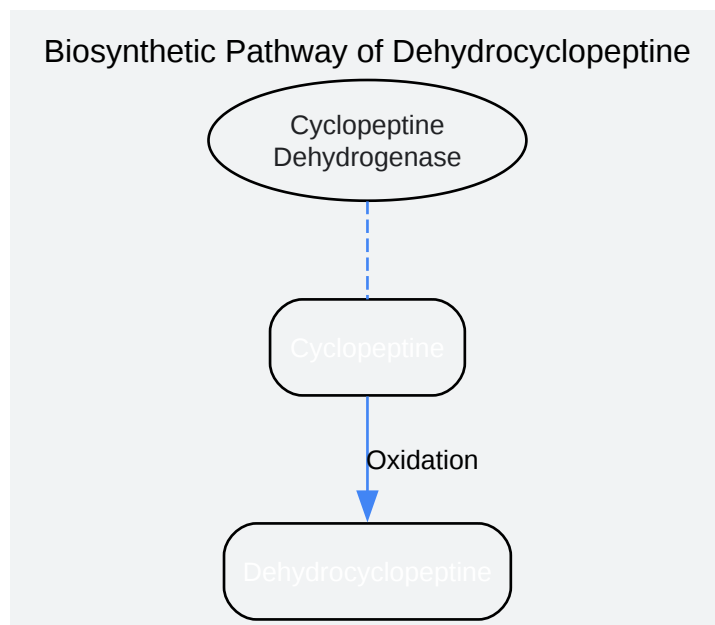 Biosynthetic Pathway of Dehydrocyclopeptine
Cyclopeptine
Dehydrogenase
Cyclopeptine
Oxidation
Dehydrocyclopeptine